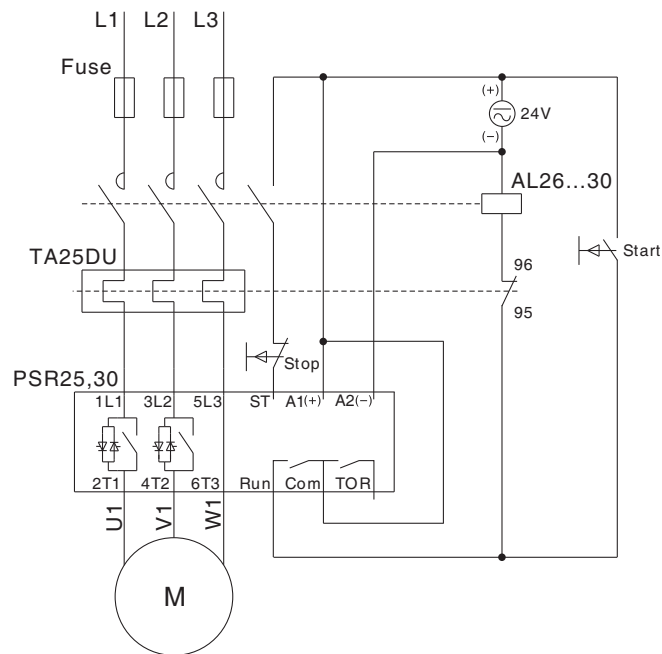 L1 L2 L3
Fuse
(+)
24V
(−)
AL26...30
TA25DU
Start
96
95
Stop
PSR25,30
1L1 3L2 5L3 ST A1(+) A2(−)
2T1 4T2 6T3 Run Com TOR
U1 V1 W1
M